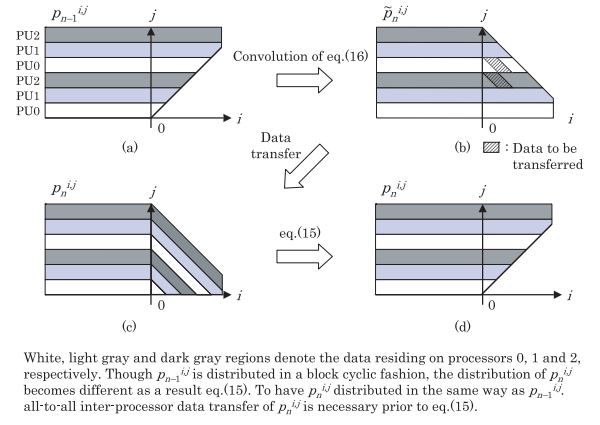 p_{n–1}^{i,j}
j
p̃_n^{i,j}
j
PU2
PU1
PU0
PU2
PU1
PU0
Convolution of eq.(16)
0
i
0
i
(a)
(b)
: Data to be
transferred
Data
transfer
p_n^{i,j}
j
p_n^{i,j}
j
eq.(15)
0
i
0
i
(c)
(d)
White, light gray and dark gray regions denote the data residing on processors 0, 1 and 2,
respectively. Though p_{n–1}^{i,j} is distributed in a block cyclic fashion, the distribution of p_n^{i,j}
becomes different as a result eq.(15). To have p_n^{i,j} distributed in the same way as p_{n–1}^{i,j}.
all-to-all inter-processor data transfer of p_n^{i,j} is necessary prior to eq.(15).